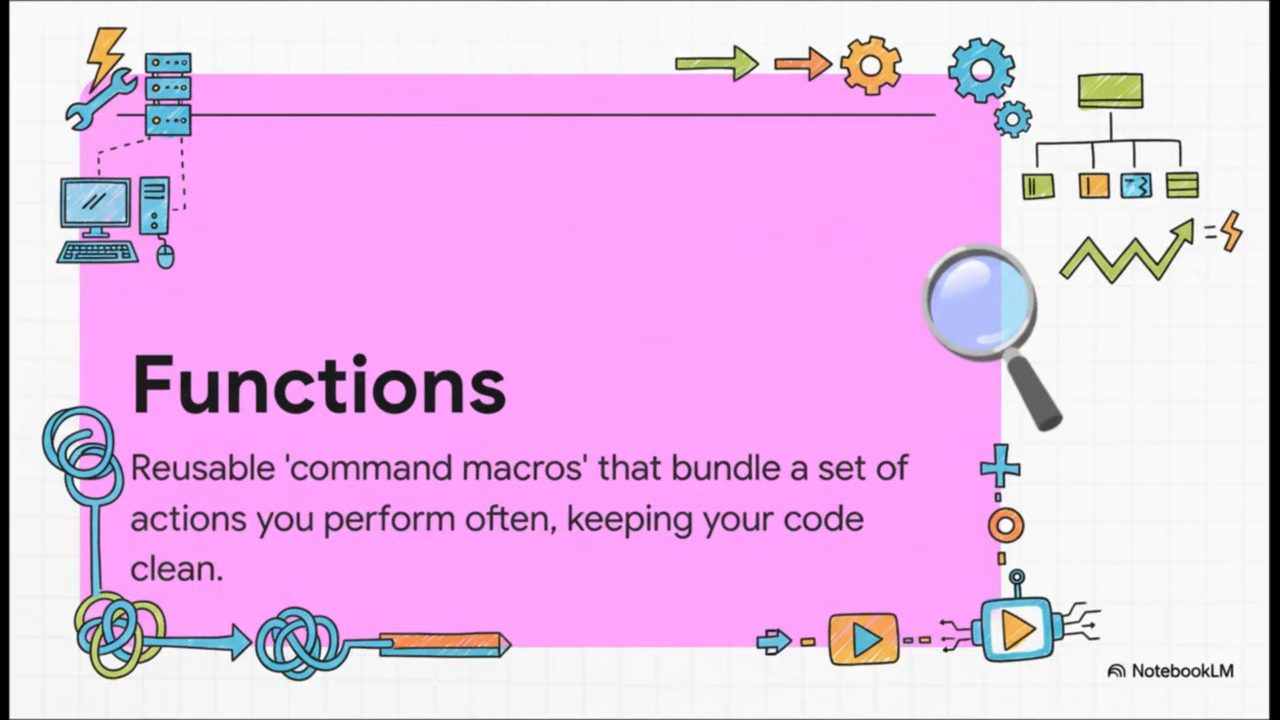 Functions
Reusable 'command macros' that bundle a set of
actions you perform often, keeping your code
clean.
NotebookLM